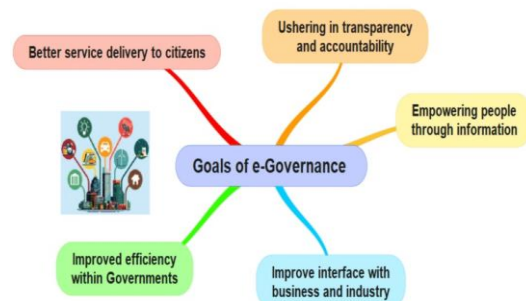 Better service delivery to citizens
Ushering in transparency
and accountability
Empowering people
through information
Goals of e-Governance
Improved efficiency
within Governments
Improve interface with
business and industry